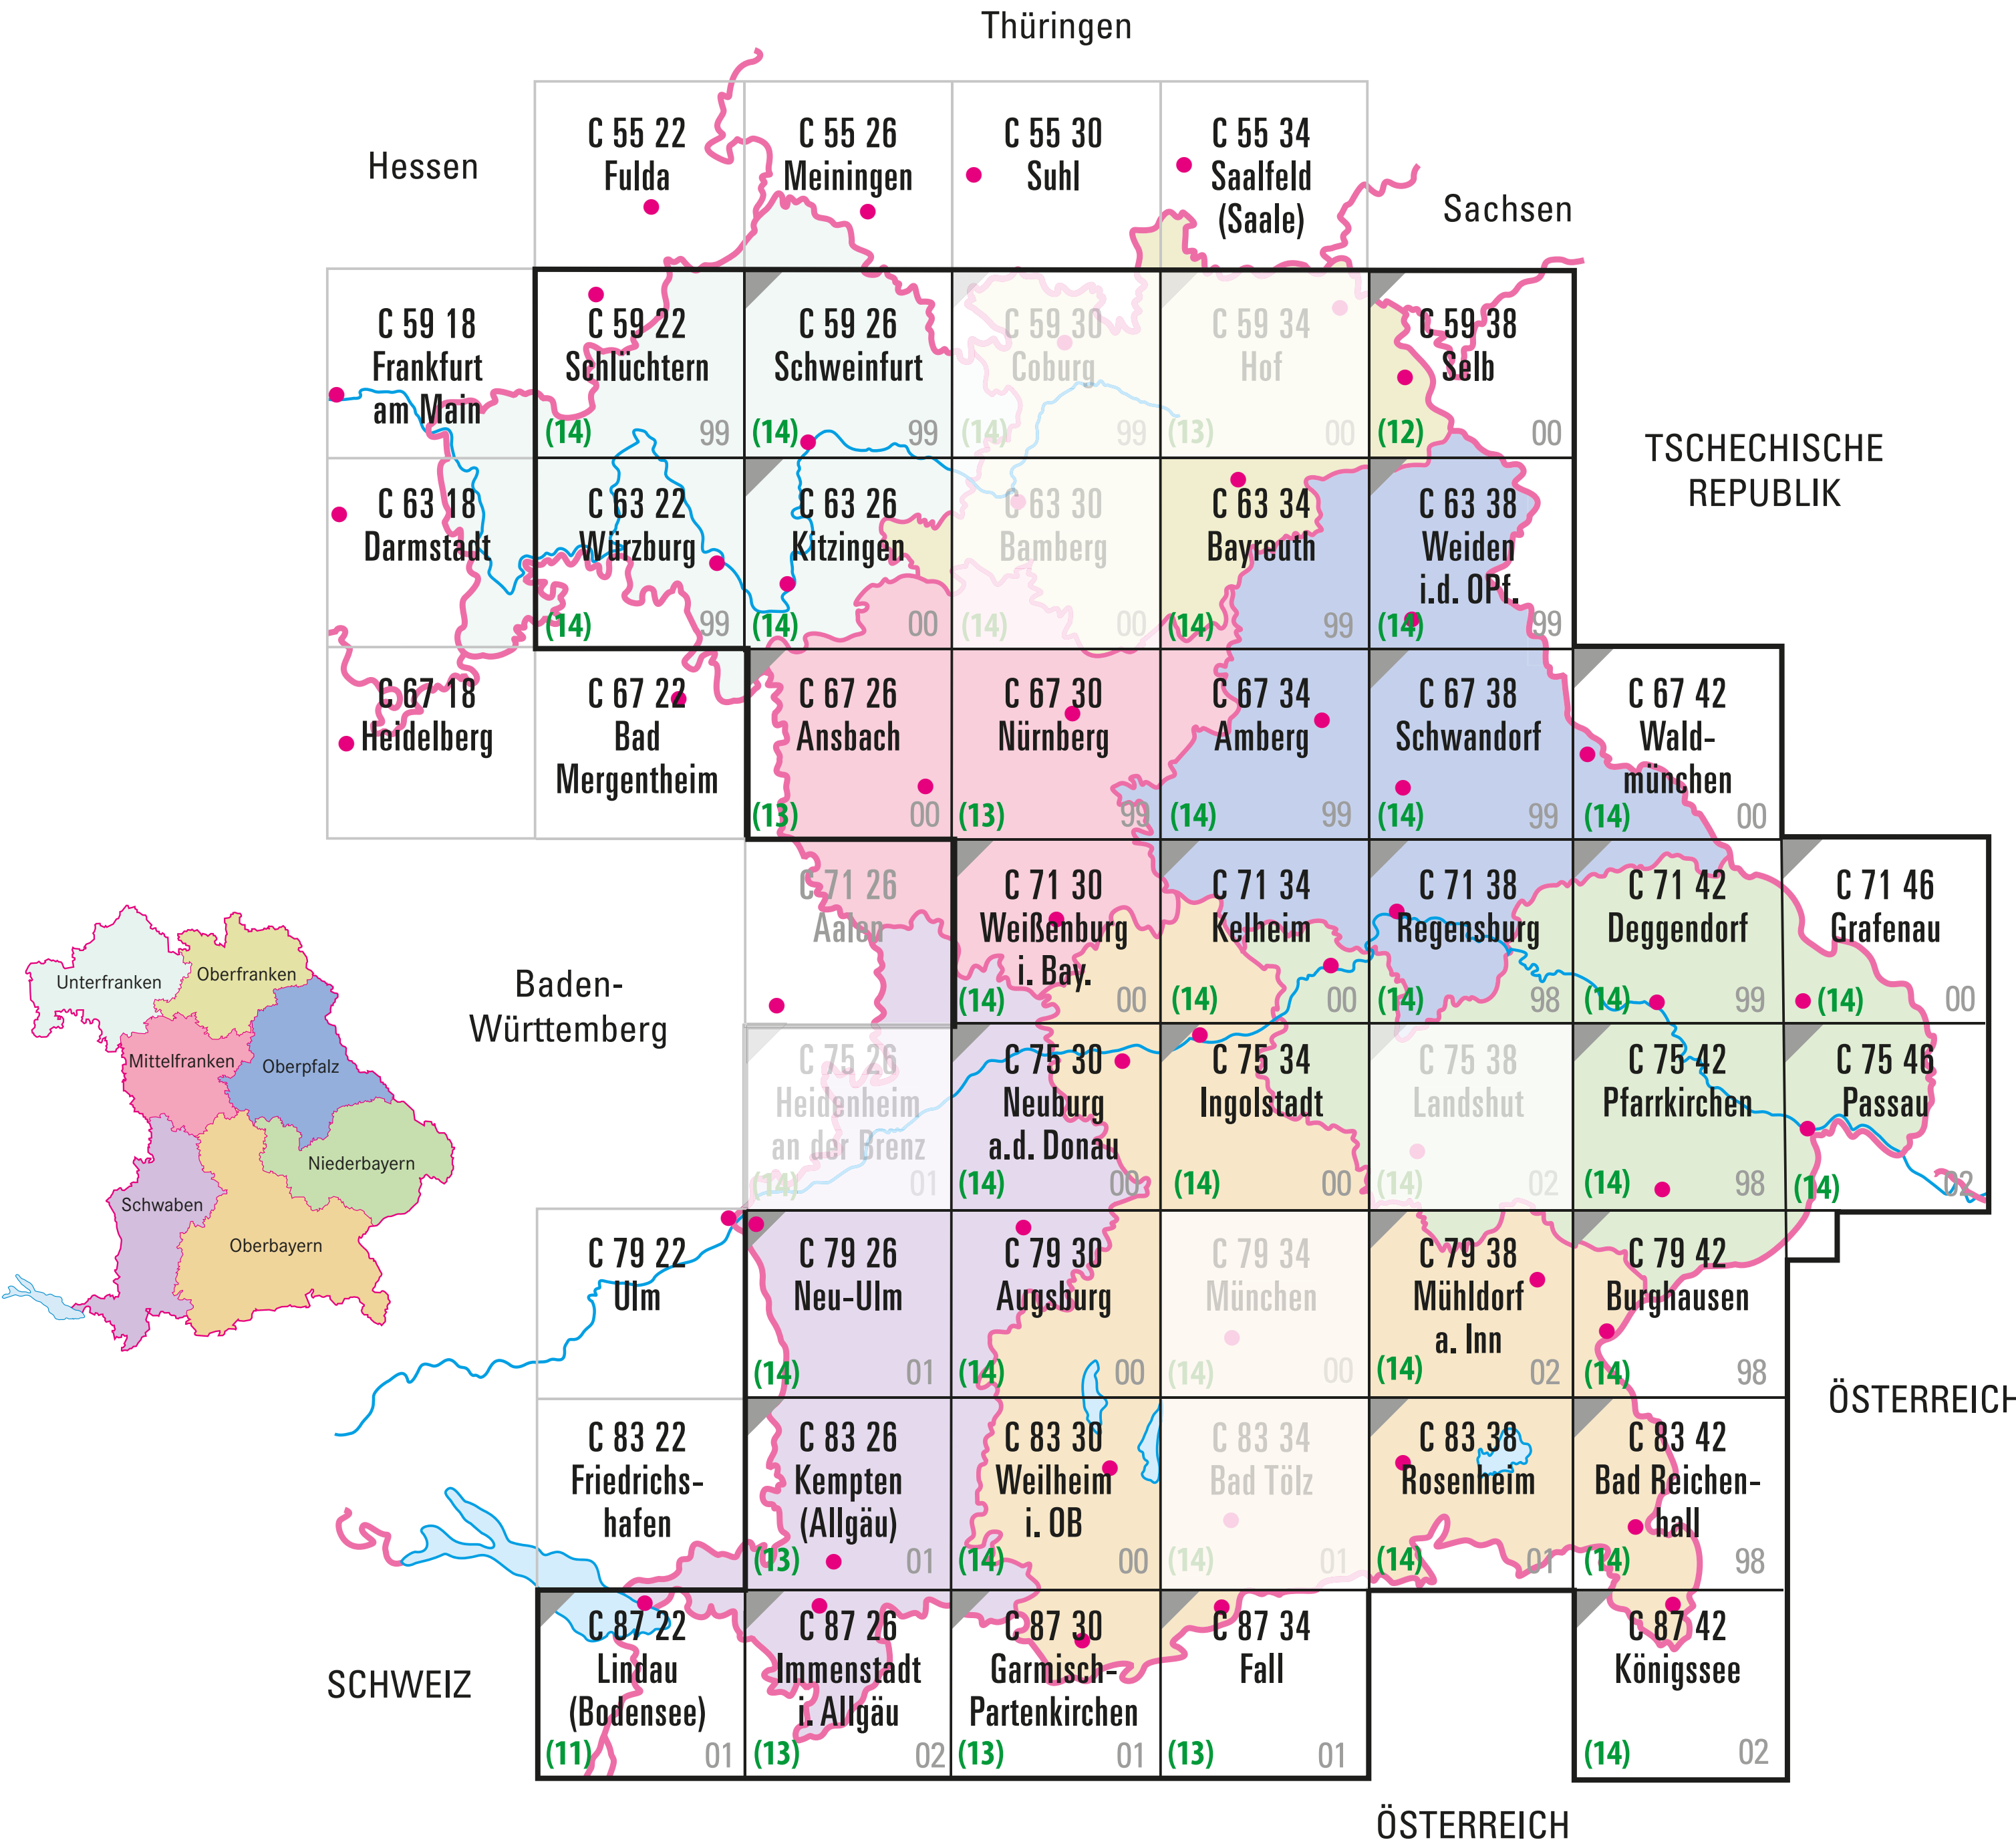 Thüringen
Hessen
Sachsen
C 55 22
Fulda
C 55 26
Meiningen
C 55 30
Suhl
C 55 34
Saalfeld
(Saale)
C 59 18
Frankfurt
am Main
C 59 22
Schlüchtern
(14) 99
C 59 26
Schweinfurt
(14) 99
C 59 30
Coburg
(14) 99
C 59 34
Hof
(13) 00
C 59 38
Selb
(12) 00
TSCHECHISCHE
REPUBLIK
C 63 18
Darmstadt
C 63 22
Würzburg
(14) 99
C 63 26
Kitzingen
(14) 00
C 63 30
Bamberg
(14) 00
C 63 34
Bayreuth
(14) 99
C 63 38
Weiden
i.d. OPf.
(14) 99
C 67 18
Heidelberg
C 67 22
Bad
Mergentheim
C 67 26
Ansbach
(13) 00
C 67 30
Nürnberg
(13) 99
C 67 34
Amberg
(14) 99
C 67 38
Schwandorf
(14) 99
C 67 42
Wald-
münchen
(14) 00
C 71 26
Aalen
C 71 30
Weißenburg
i. Bay.
(14) 00
C 71 34
Kelheim
(14) 00
C 71 38
Regensburg
(14) 98
C 71 42
Deggendorf
(14) 99
C 71 46
Grafenau
(14) 00
Baden-
Württemberg
C 75 26
Heidenheim
an der Brenz
(14) 01
C 75 30
Neuburg
a.d. Donau
(14) 00
C 75 34
Ingolstadt
(14) 00
C 75 38
Landshut
(14) 02
C 75 42
Pfarrkirchen
(14) 98
C 75 46
Passau
(14) 02
Unterfranken
Oberfranken
Mittelfranken
Oberpfalz
Niederbayern
Schwaben
Oberbayern
C 79 22
Ulm
C 79 26
Neu-Ulm
(14) 01
C 79 30
Augsburg
(14) 00
C 79 34
München
(14) 00
C 79 38
Mühldorf
a. Inn
(14) 02
C 79 42
Burghausen
(14) 98
ÖSTERREICH
C 83 22
Friedrichs-
hafen
C 83 26
Kempten
(Allgäu)
(13) 01
C 83 30
Weilheim
i. OB
(14) 00
C 83 34
Bad Tölz
(14) 01
C 83 38
Rosenheim
(14) 01
C 83 42
Bad Reichen-
hall
(14) 98
SCHWEIZ
C 87 22
Lindau
(Bodensee)
(11) 01
C 87 26
Immenstadt
i. Allgäu
(13) 02
C 87 30
Garmisch-
Partenkirchen
(13) 01
C 87 34
Fall
(13) 01
C 87 42
Königssee
(14) 02
ÖSTERREICH